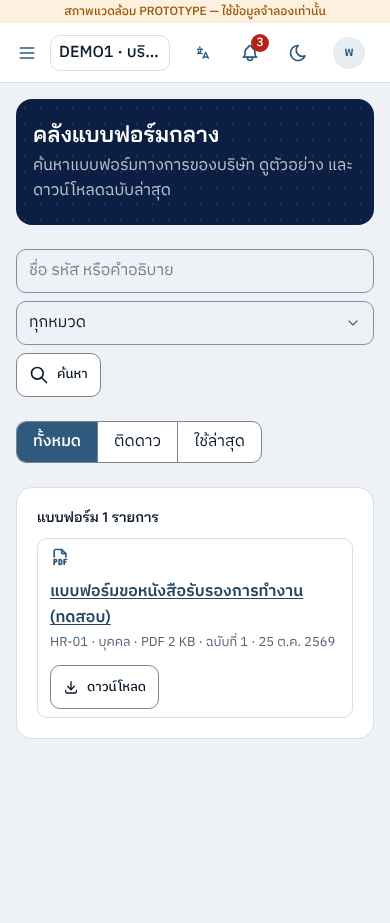 สภาพแวดล้อม PROTOTYPE — ใช้ข้อมูลจำลองเท่านั้น
DEMO1 · บริ...
3
พ
คลังแบบฟอร์มกลาง
ค้นหาแบบฟอร์มทางการของบริษัท ดูตัวอย่าง และ
ดาวน์โหลดฉบับล่าสุด
ชื่อ รหัส หรือคำอธิบาย
ทุกหมวด
ค้นหา
ทั้งหมด
ติดดาว
ใช้ล่าสุด
แบบฟอร์ม 1 รายการ
PDF
แบบฟอร์มขอหนังสือรับรองการทำงาน
(ทดสอบ)
HR-01 · บุคคล · PDF 2 KB · ฉบับที่ 1 · 25 ต.ค. 2569
ดาวน์โหลด